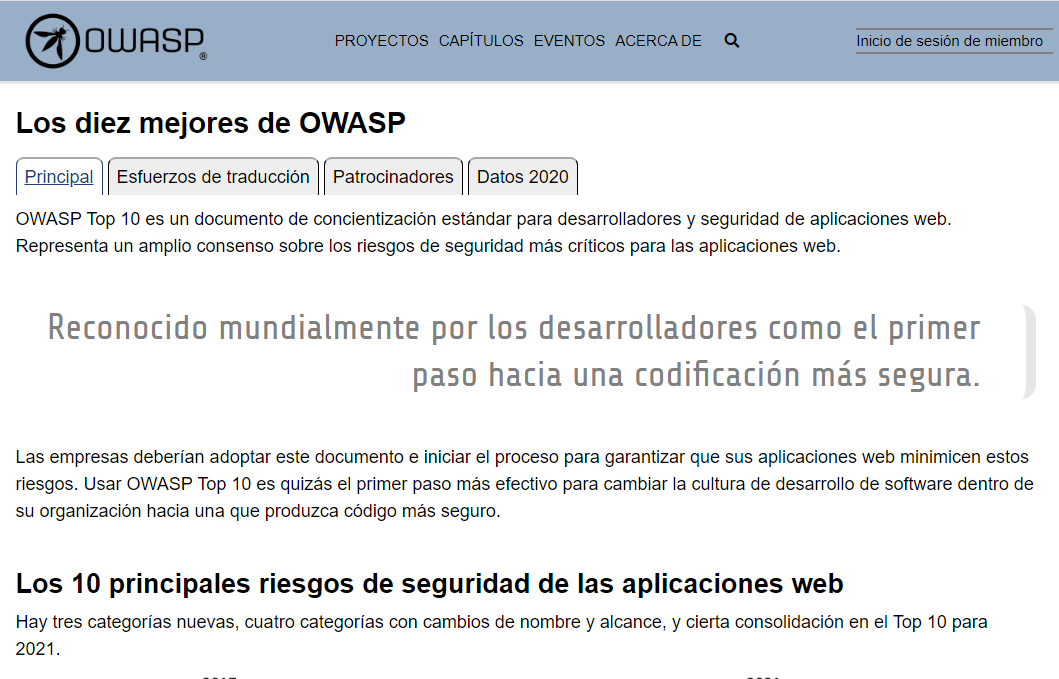 OWASP®
PROYECTOS CAPÍTULOS EVENTOS ACERCA DE
Inicio de sesión de miembro
Los diez mejores de OWASP
Principal Esfuerzos de traducción Patrocinadores Datos 2020
OWASP Top 10 es un documento de concientización estándar para desarrolladores y seguridad de aplicaciones web.
Representa un amplio consenso sobre los riesgos de seguridad más críticos para las aplicaciones web.
Reconocido mundialmente por los desarrolladores como el primer
paso hacia una codificación más segura.
Las empresas deberían adoptar este documento e iniciar el proceso para garantizar que sus aplicaciones web minimicen estos
riesgos. Usar OWASP Top 10 es quizás el primer paso más efectivo para cambiar la cultura de desarrollo de software dentro de
su organización hacia una que produzca código más seguro.
Los 10 principales riesgos de seguridad de las aplicaciones web
Hay tres categorías nuevas, cuatro categorías con cambios de nombre y alcance, y cierta consolidación en el Top 10 para
2021.